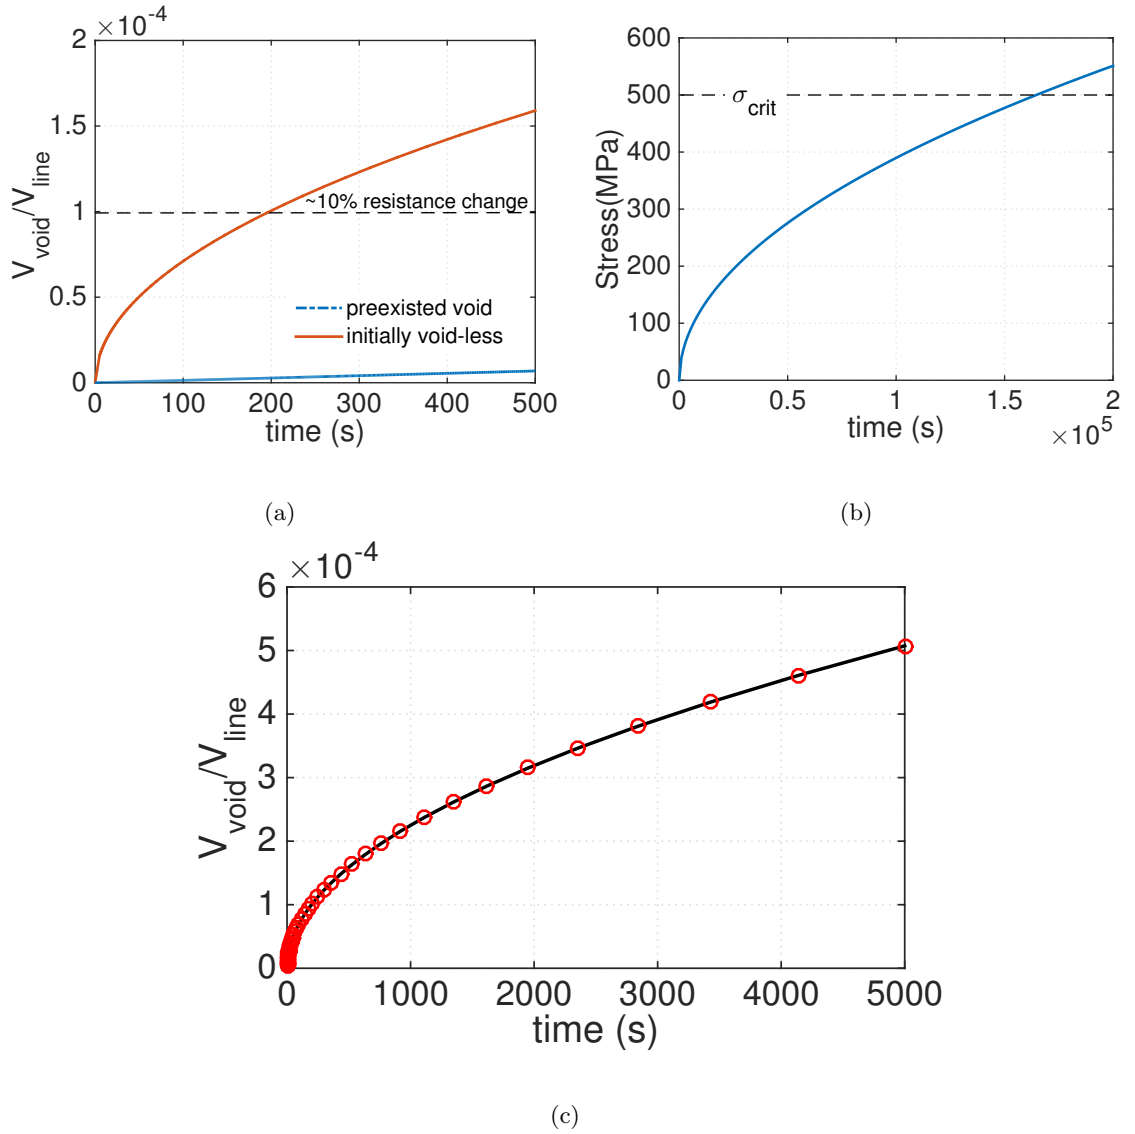 ×10^-4
2
1.5
1
0.5
0
V_void/V_line
~10% resistance change
preexisted void
initially void-less
0 100 200 300 400 500
time (s)
(a)
600
500
400
300
200
100
0
Stress(MPa)
σ_crit
0 0.5 1 1.5 2
time (s)
×10^5
(b)
×10^-4
6
5
4
3
2
1
0
V_void/V_line
0 1000 2000 3000 4000 5000
time (s)
(c)